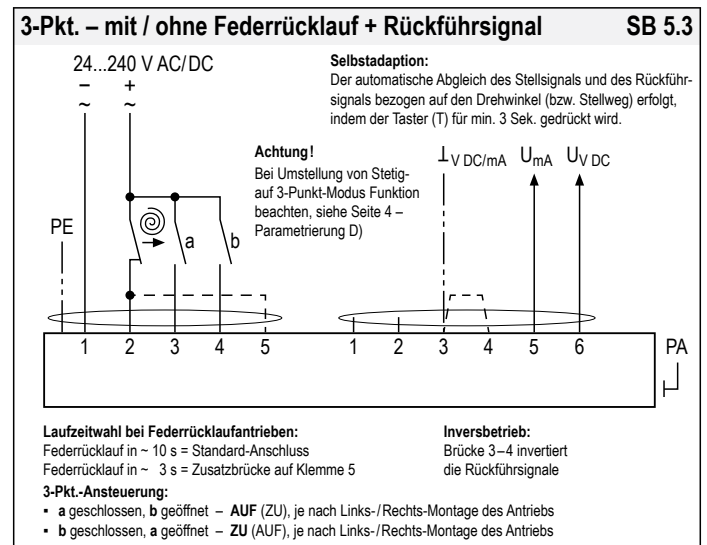 3-Pkt. – mit / ohne Federrücklauf + Rückführsignal SB 5.3
24...240 V AC/DC
– +
~ ~
Selbstadaption:
Der automatische Abgleich des Stellsignals und des Rückführ-
signals bezogen auf den Drehwinkel (bzw. Stellweg) erfolgt,
indem der Taster (T) für min. 3 Sek. gedrückt wird.
Achtung!
Bei Umstellung von Stetig-
auf 3-Punkt-Modus Funktion
beachten, siehe Seite 4 –
Parametrierung D)
⊥ V DC/mA UmA UV DC
PE
a b
1 2 3 4 5 1 2 3 4 5 6 PA
Laufzeitwahl bei Federrücklaufantrieben:
Federrücklauf in ~ 10 s = Standard-Anschluss
Federrücklauf in ~ 3 s = Zusatzbrücke auf Klemme 5
Inversbetrieb:
Brücke 3–4 invertiert
die Rückführsignale
3-Pkt.-Ansteuerung:
▪ a geschlossen, b geöffnet – AUF (ZU), je nach Links-/Rechts-Montage des Antriebs
▪ b geschlossen, a geöffnet – ZU (AUF), je nach Links-/Rechts-Montage des Antriebs